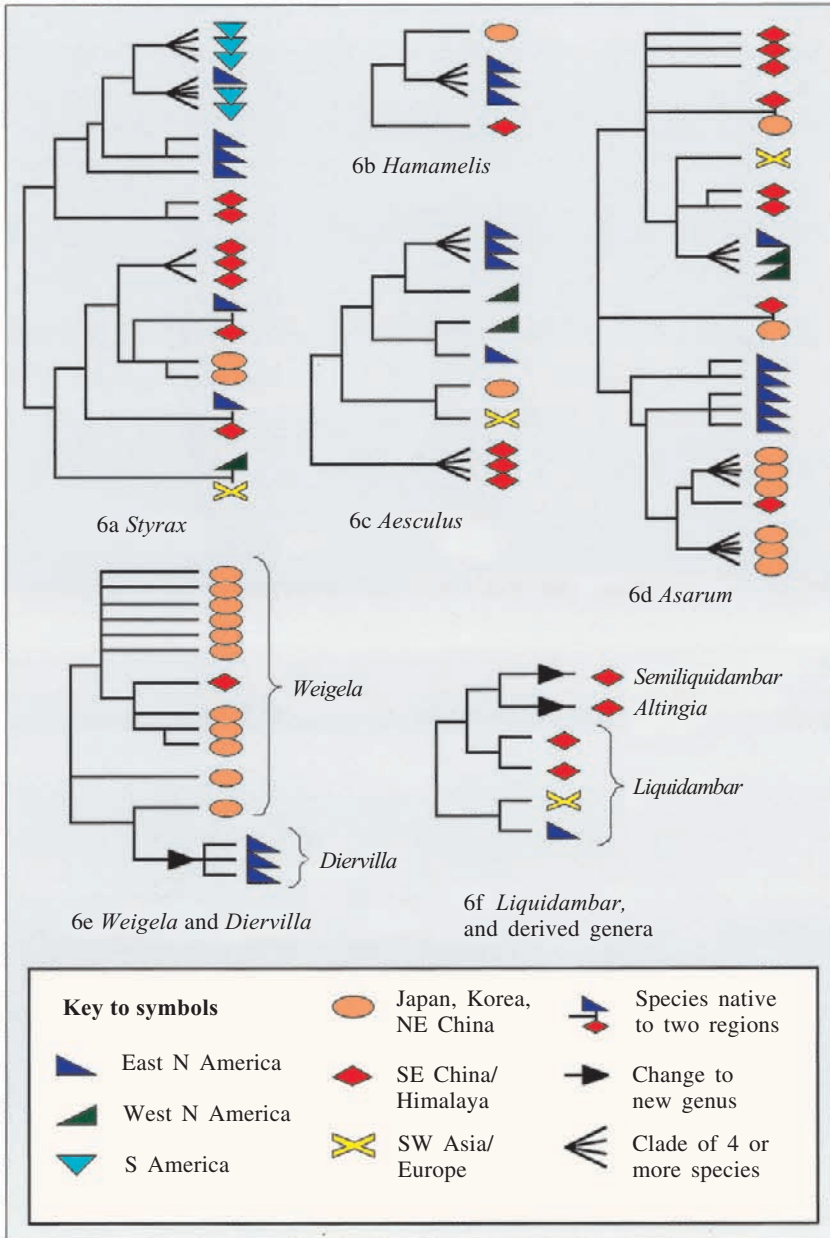 6a Styrax
6b Hamamelis
6c Aesculus
6d Asarum
Weigela
Diervilla
6e Weigela and Diervilla
Semiliquidambar
Altingia
Liquidambar
6f Liquidambar,
and derived genera
Key to symbols
East N America
West N America
S America
Japan, Korea,
NE China
SE China/
Himalaya
SW Asia/
Europe
Species native
to two regions
Change to
new genus
Clade of 4 or
more species